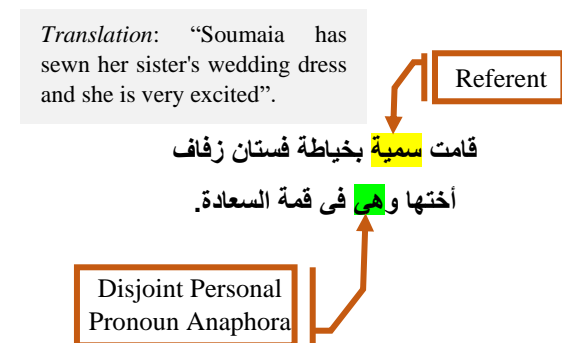 Translation: “Soumaia has
sewn her sister's wedding dress
and she is very excited”.
Referent
قامت سمية بخياطة فستان زفاف
أختها وهي فى قمة السعادة.
Disjoint Personal
Pronoun Anaphora